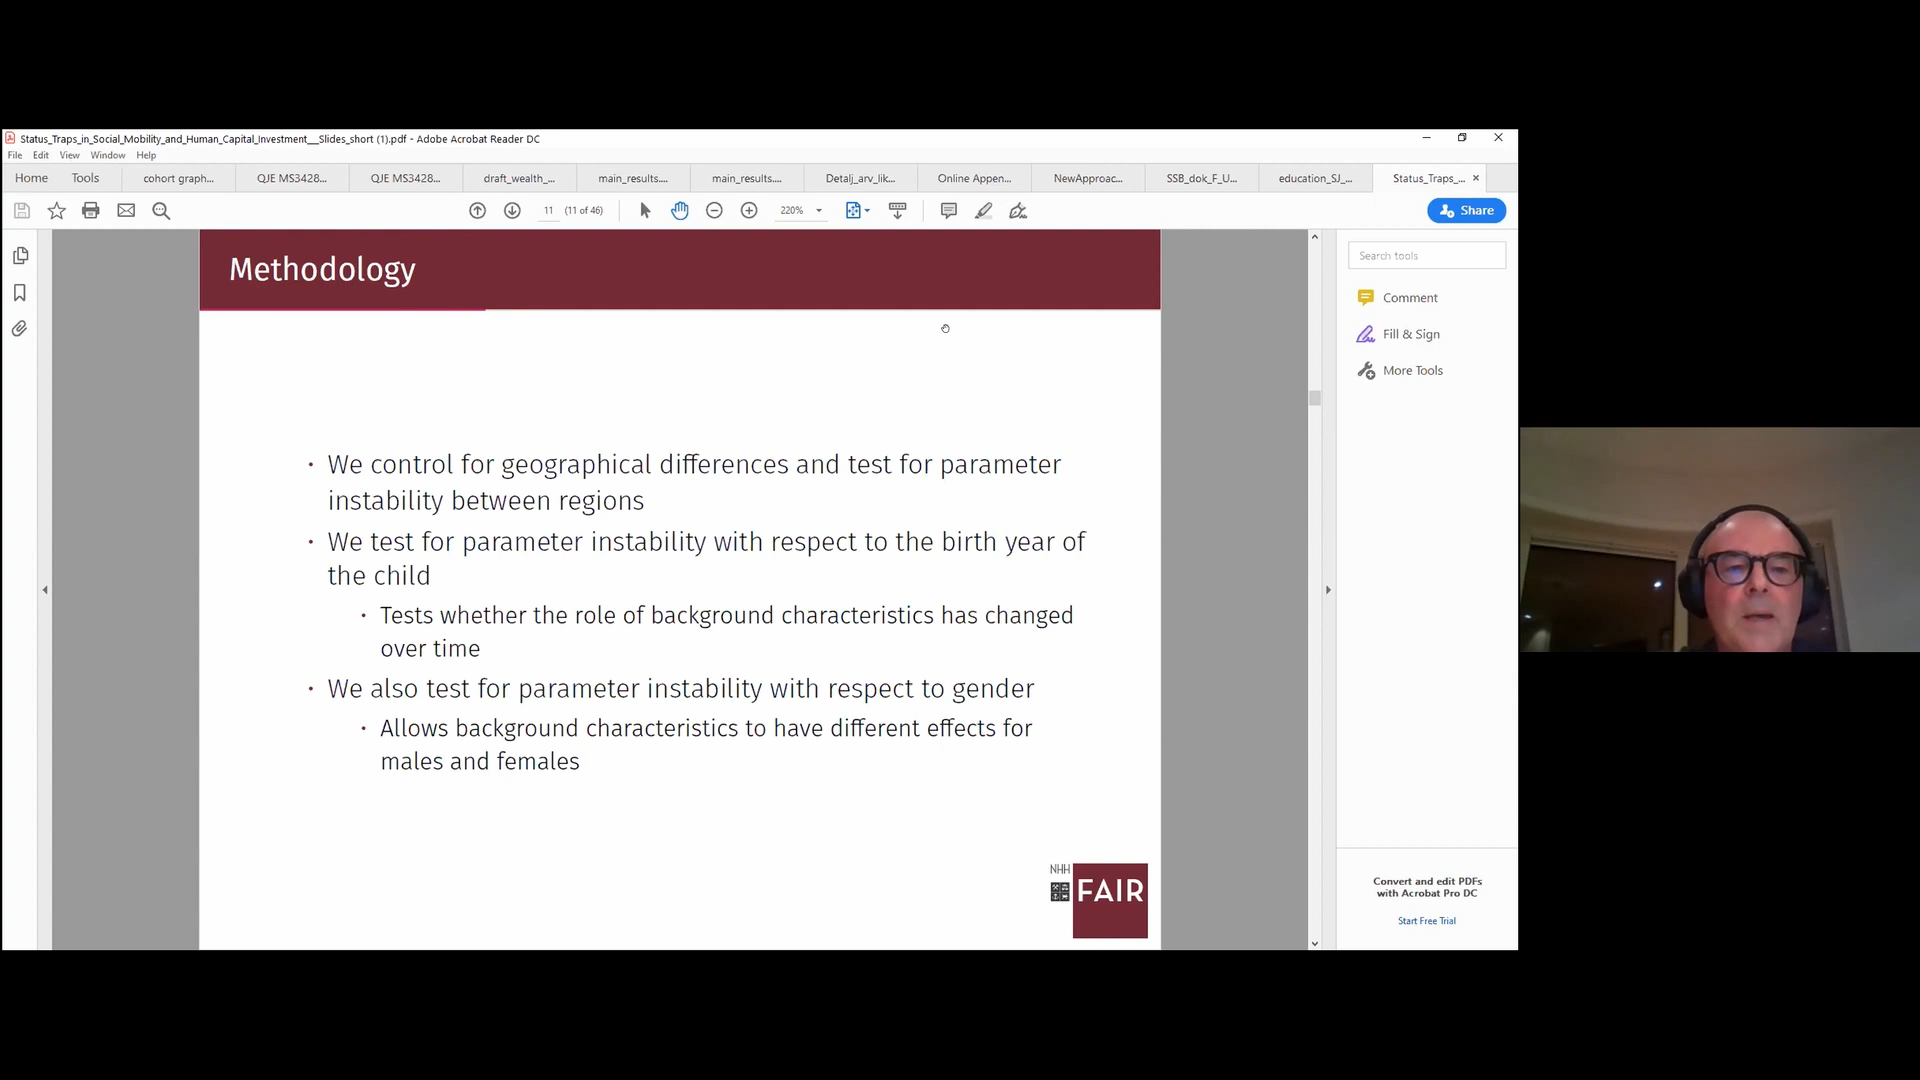 Status_Traps_in_Social_Mobility_and_Human_Capital_Investment__Slides_short (1).pdf - Adobe Acrobat Reader DC
File Edit View Window Help
Home Tools cohort graph... QJE MS3428... QJE MS3428... draft_wealth_... main_results.... main_results.... Detalj_arv_lik... Online Appen... NewApproac... SSB_dok_F_U... education_SJ_... Status_Traps_... ×
11 (11 of 46) 220% Share
Methodology
Search tools
Comment
Fill & Sign
More Tools
· We control for geographical differences and test for parameter
instability between regions
· We test for parameter instability with respect to the birth year of
the child
· Tests whether the role of background characteristics has changed
over time
· We also test for parameter instability with respect to gender
· Allows background characteristics to have different effects for
males and females
NHH
FAIR
Convert and edit PDFs
with Acrobat Pro DC
Start Free Trial